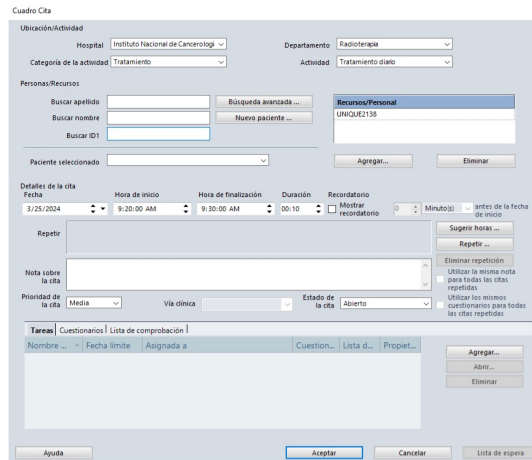 Cuadro Cita
Ubicación/Actividad
Hospital Instituto Nacional de Cancerologi Departamento Radioterapia
Categoría de la actividad Tratamiento Actividad Tratamiento diario
Personas/Recursos
Buscar apellido Búsqueda avanzada ... Recursos/Personal
Buscar nombre Nuevo paciente ... UNIQUE2138
Buscar ID1
Paciente seleccionado Agregar... Eliminar
Detalles de la cita
Fecha Hora de inicio Hora de finalización Duración Recordatorio
3/25/2024 9:20:00 AM 9:30:00 AM 00:10 Mostrar recordatorio 0 Minuto(s) antes de la fecha de inicio
Repetir Sugerir horas ...
Repetir ...
Eliminar repetición
Nota sobre la cita Utilizar la misma nota para todas las citas repetidas
Prioridad de la cita Media Vía clínica Estado de la cita Abierto Utilizar los mismos cuestionarios para todas las citas repetidas
Tareas Cuestionarios Lista de comprobación
Nombre ... Fecha límite Asignada a Cuestion... Lista d... Propiet...
Agregar...
Abrir...
Eliminar
Ayuda Aceptar Cancelar Lista de espera